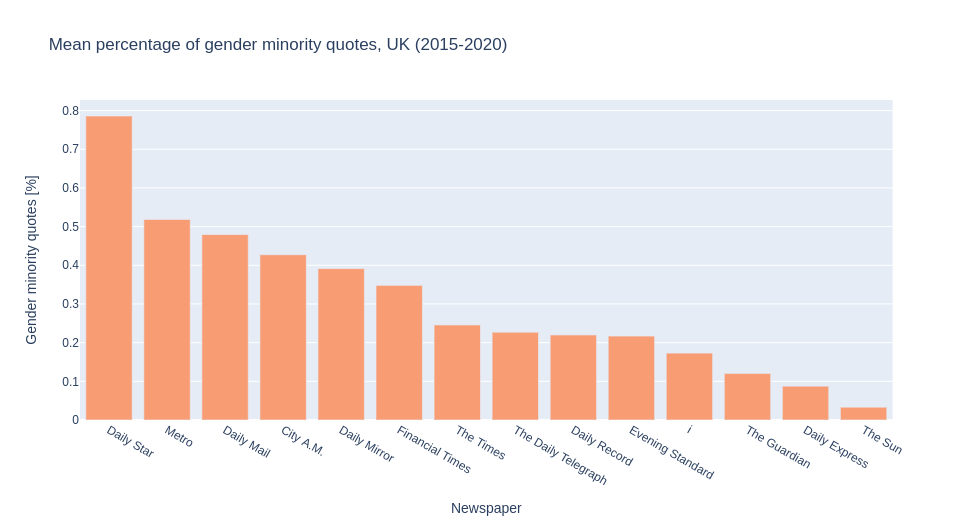 Mean percentage of gender minority quotes, UK (2015-2020)
Gender minority quotes [%]
0.8
0.7
0.6
0.5
0.4
0.3
0.2
0.1
0
Daily Star
Metro
Daily Mail
City A.M.
Daily Mirror
Financial Times
The Times
The Daily Telegraph
Daily Record
Evening Standard
i
The Guardian
Daily Express
The Sun
Newspaper